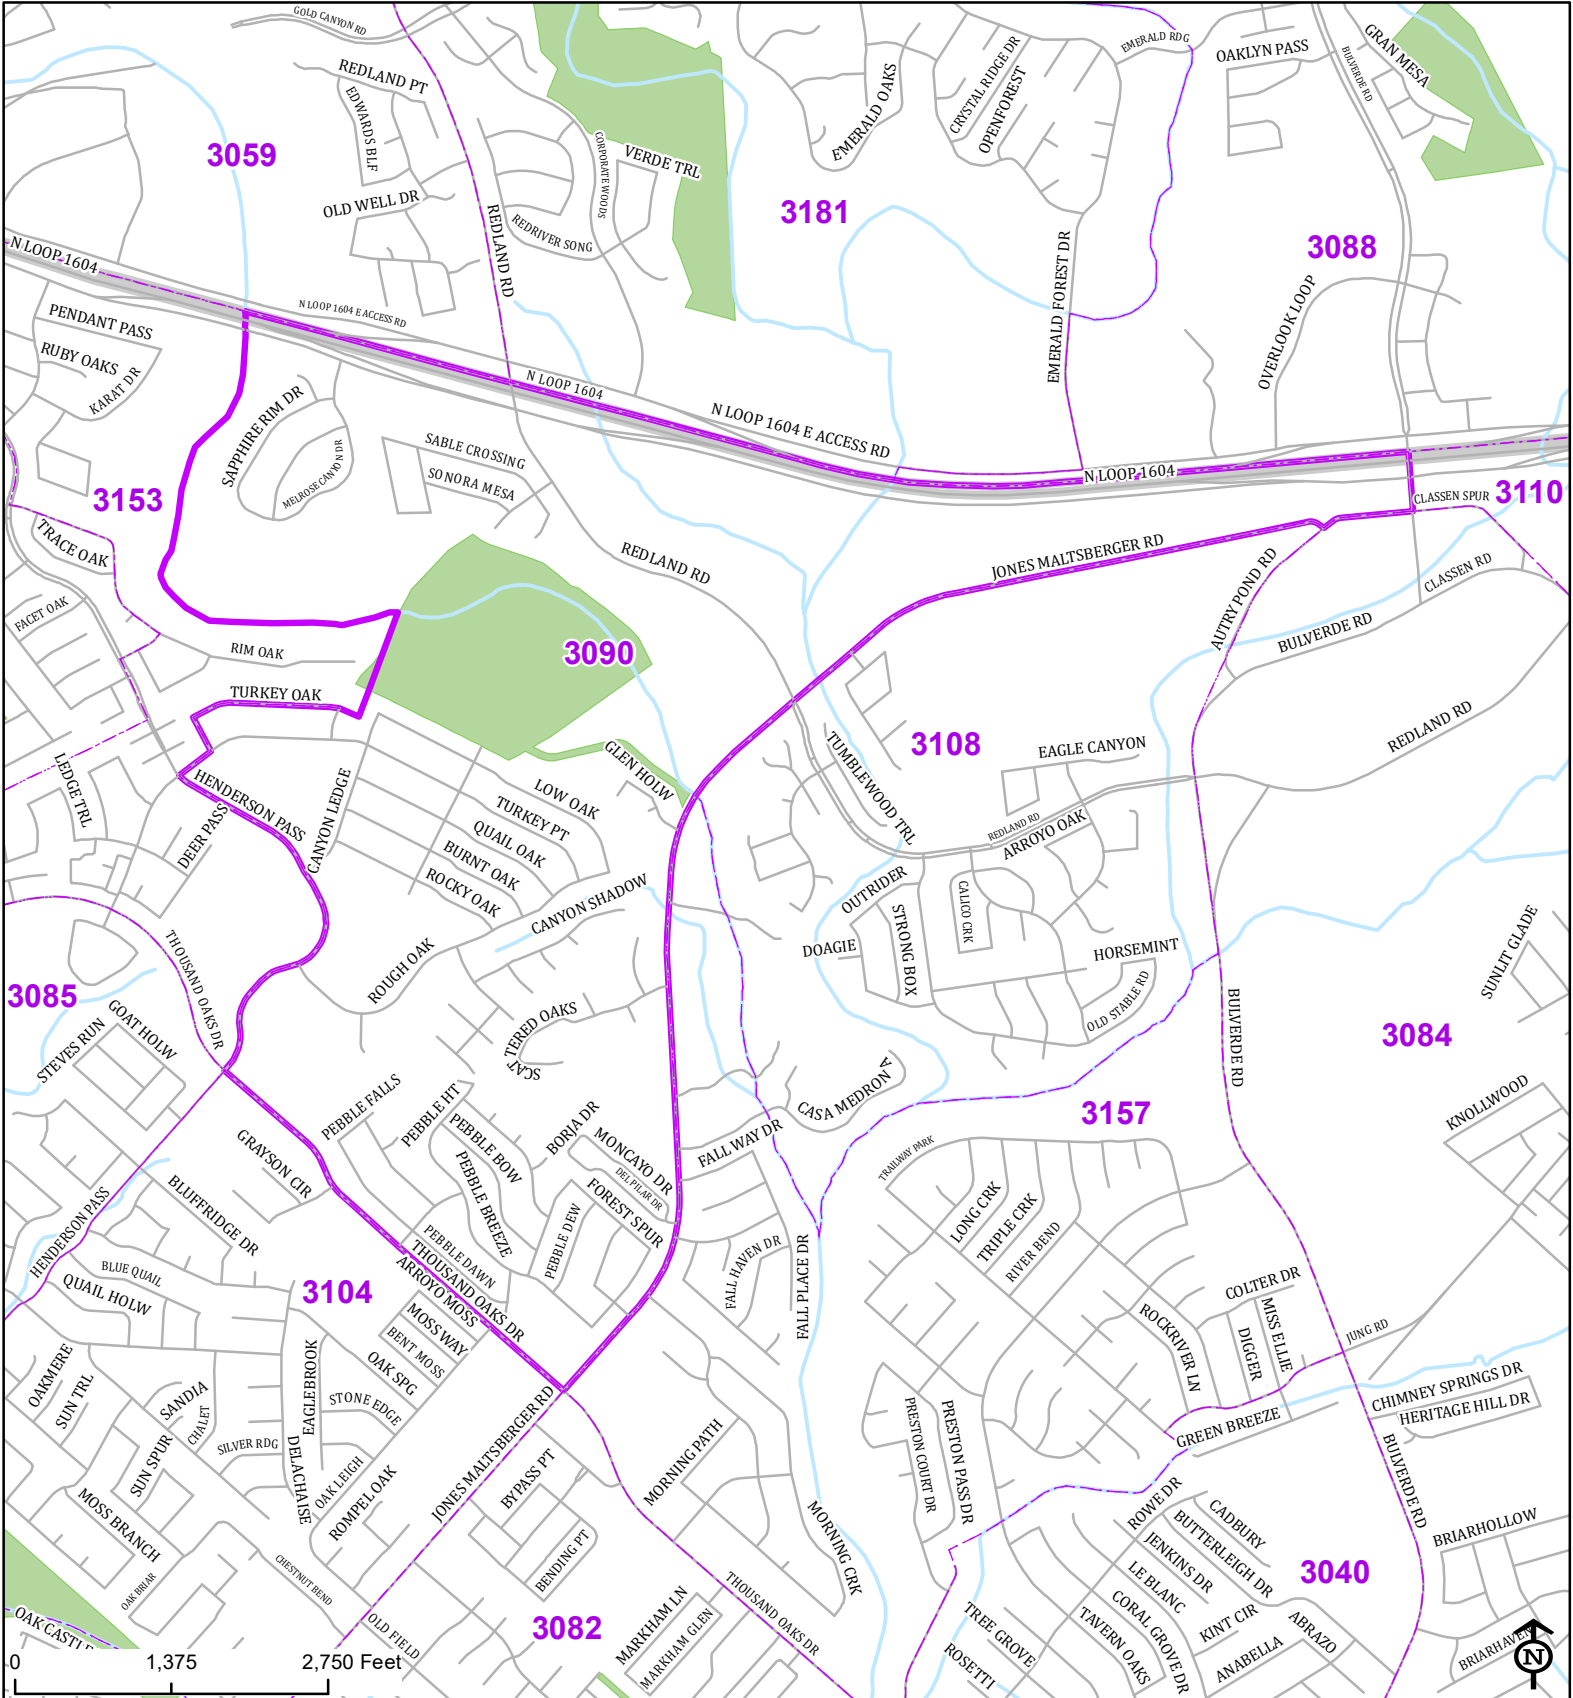 GOLD CANYON RD
REDLAND PT
EDWARDS BLF
3059
OLD WELL DR
CORPORATE WOODS
VERDE TRL
REDRIVER SONG
REDLAND RD
EMERALD OAKS
CRYSTAL RIDGE DR
OPENFOREST
EMERALD RDG
OAKLYN PASS
BULVERDE RD
GRAN MESA
3181
3088
EMERALD FOREST DR
OVERLOOK LOOP
N LOOP 1604
N LOOP 1604 E ACCESS RD
N LOOP 1604
N LOOP 1604 E ACCESS RD
N LOOP 1604
PENDANT PASS
RUBY OAKS
KARAT DR
SAPPHIRE RIM DR
MELROSE CANYON DR
SABLE CROSSING
SONORA MESA
3153
CLASSEN SPUR
3110
TRACE OAK
REDLAND RD
JONES MALTSBERGER RD
AUTRY POND RD
CLASSEN RD
BULVERDE RD
FACET OAK
RIM OAK
3090
TURKEY OAK
REDLAND RD
3108
EAGLE CANYON
TUMBLEWOOD TRL
GLEN HOLW
LEDGE TRL
HENDERSON PASS
CANYON LEDGE
DEER PASS
LOW OAK
TURKEY PT
QUAIL OAK
BURNT OAK
ROCKY OAK
REDLAND RD
ARROYO OAK
CANYON SHADOW
OUTRIDER
STRONG BOX
CALICO CRK
DOAGIE
HORSEMINT
OLD STABLE RD
SUNLIT GLADE
THOUSAND OAKS DR
ROUGH OAK
3085
GOAT HOLW
STEVES RUN
SCATTERED OAKS
BULVERDE RD
3084
CASA MEDRONA
3157
KNOLLWOOD
PEBBLE FALLS
PEBBLE HT
PEBBLE BOW
BORJA DR
MONCAYO DR
DEL PILAR DR
FALL WAY DR
TRAILWAY PARK
GRAYSON CIR
BLUFFRIDGE DR
PEBBLE BREEZE
FOREST SPUR
PEBBLE DEW
LONG CRK
TRIPLE CRK
RIVER BEND
HENDERSON PASS
BLUE QUAIL
QUAIL HOLW
3104
PEBBLE DAWN
THOUSAND OAKS DR
ARROYO MOSS
MOSS WAY
BENT MOSS
OAK SPG
FALL HAVEN DR
FALL PLACE DR
COLTER DR
MISS ELLIE
DIGGER
ROCKRIVER LN
JUNG RD
OAKMERE
SUN TRL
SANDIA
CHALET
EAGLEBROOK
STONE EDGE
CHIMNEY SPRINGS DR
HERITAGE HILL DR
SILVER RDG
SUN SPUR
DELACHAISE
OAK LEIGH
ROMPEL OAK
JONES MALTSBERGER RD
BYPASS PT
MORNING PATH
PRESTON COURT DR
PRESTON PASS DR
GREEN BREEZE
BULVERDE RD
MOSS BRANCH
BENDING PT
MORNING CRK
ROWE DR
CADBURY
BUTTERLEIGH DR
JENKINS DR
LE BLANC
BRIARHOLLOW
OAK BRIAR
CHESTNUT BEND
3040
CORAL GROVE DR
KINT CIR
ABRAZO
OAK CASTLE
OLD FIELD
3082
MARKHAM LN
MARKHAM GLEN
THOUSAND OAKS DR
TREE GROVE
ROSETTI
TAVERN OAKS
ANABELLA
BRIARHAVEN
0 1,375 2,750 Feet
N